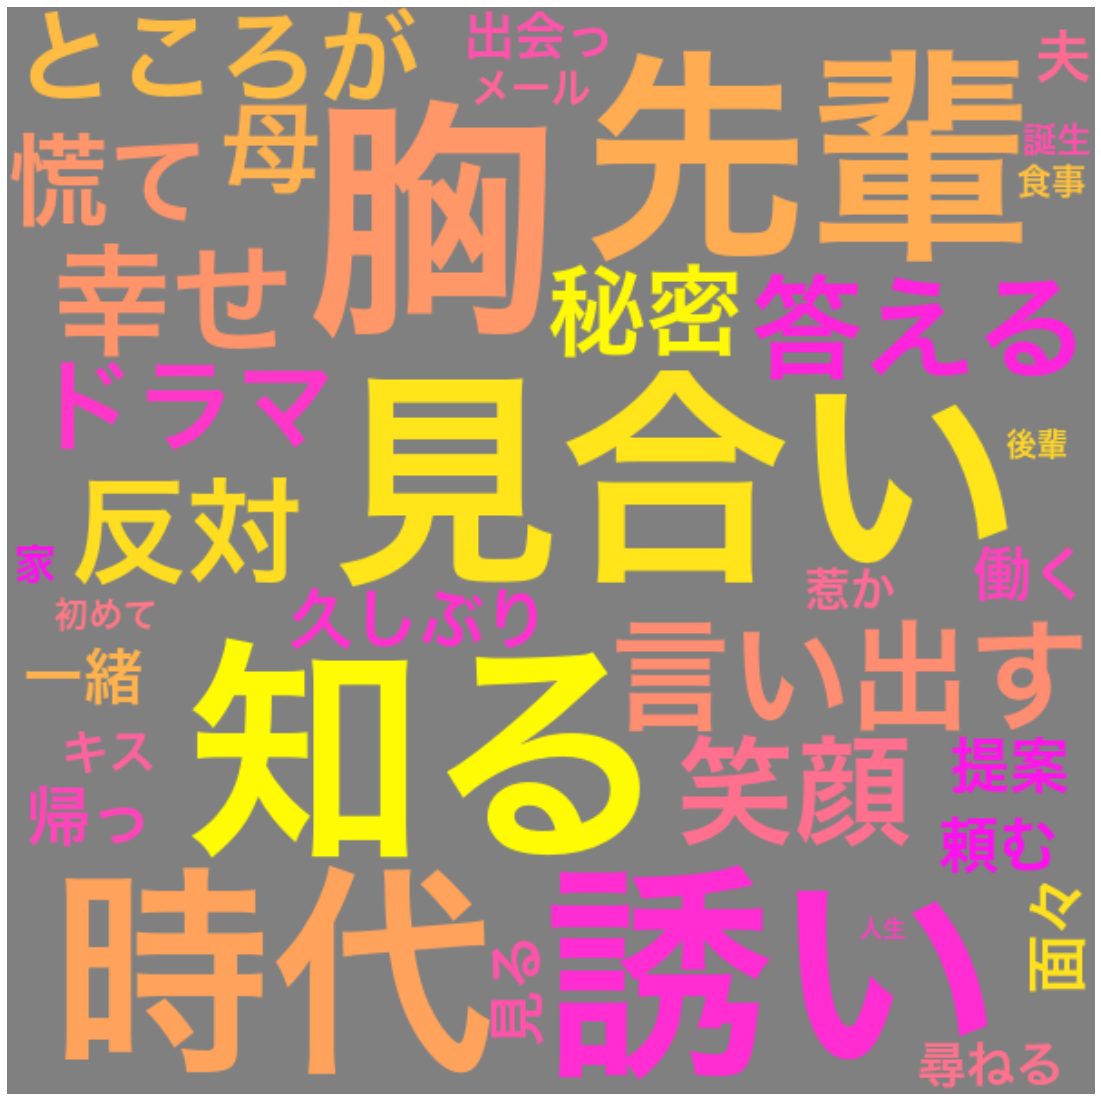 ところが
出会っ
夫
メール
先輩
母
胸
慌て
誕生
食事
幸せ
秘密
答える
ドラマ
見合い
後輩
反対
家
惹か
働く
初めて
久しぶり
一緒
知る
言い出す
キス
笑顔
提案
帰っ
頼む
時代
誘い
人生
面々
見る
尋ねる